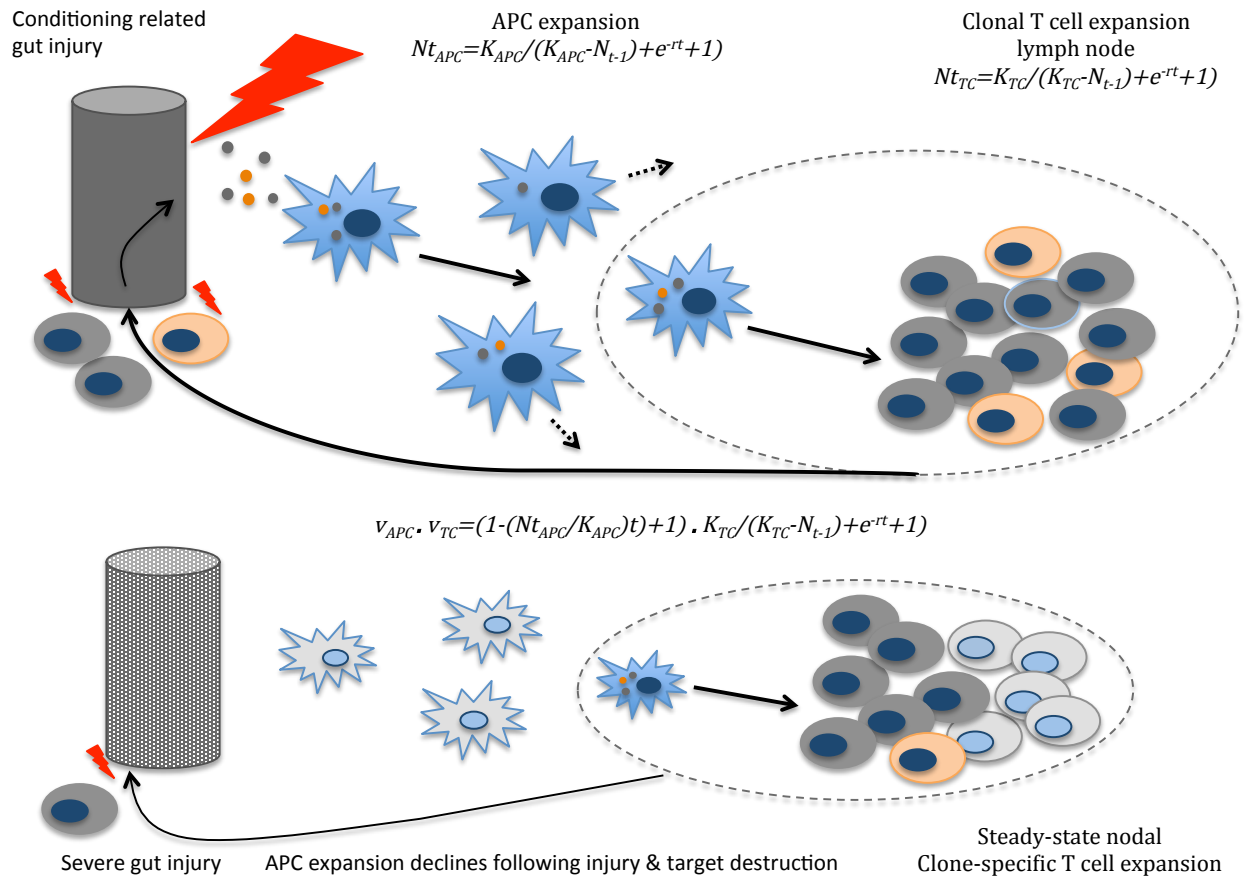 Conditioning related
gut injury
APC expansion
Nt_APC=K_APC/(K_APC-N_t-1)+e^-rt+1)
Clonal T cell expansion
lymph node
Nt_TC=K_TC/(K_TC-N_t-1)+e^-rt+1)
v_APC . v_TC=(1-(Nt_APC/K_APC)t)+1) . K_TC/(K_TC-N_t-1)+e^-rt+1)
Severe gut injury
APC expansion declines following injury & target destruction
Steady-state nodal
Clone-specific T cell expansion